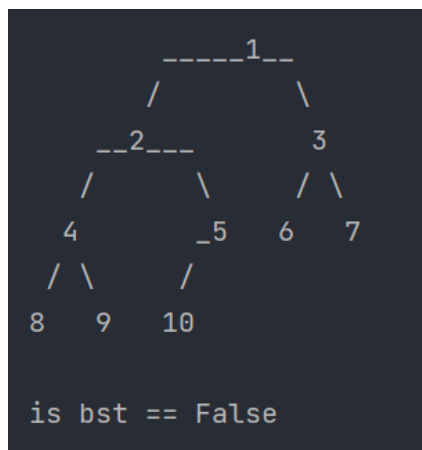 _____1__
/ \
__2___ 3
/ \ / \
4 _5 6 7
/ \ /
8 9 10
is bst == False